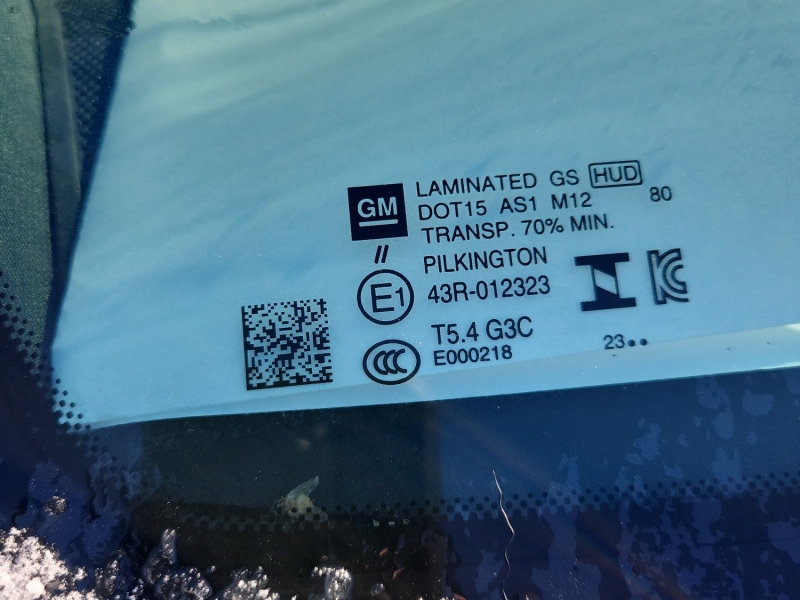 GM
LAMINATED GS HUD
DOT15 AS1 M12 80
TRANSP. 70% MIN.
// PILKINGTON
E1 43R-012323
T5.4 G3C
CCC E000218
23••
KC